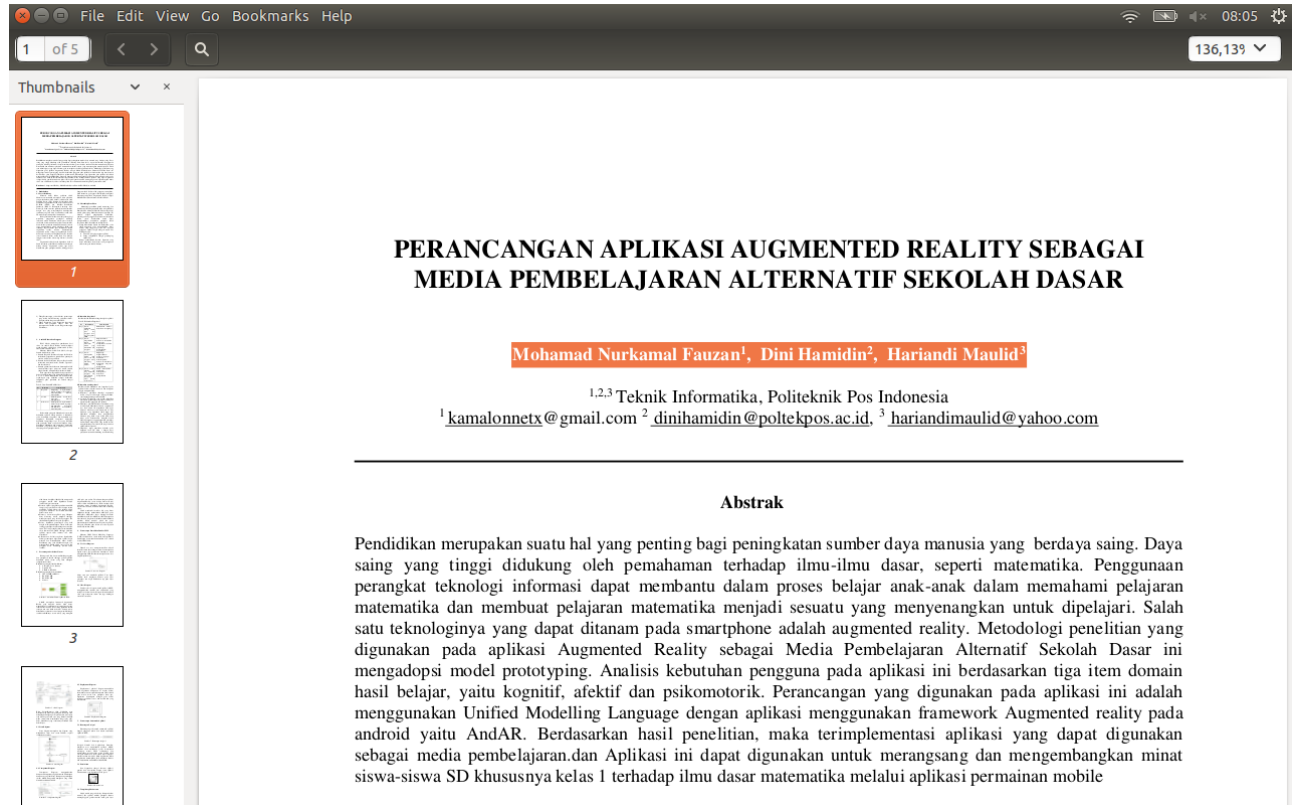 File Edit View Go Bookmarks Help
08:05
1 of 5
136,139
Thumbnails
1
2
3
PERANCANGAN APLIKASI AUGMENTED REALITY SEBAGAI
MEDIA PEMBELAJARAN ALTERNATIF SEKOLAH DASAR
Mohamad Nurkamal Fauzan¹, Dini Hamidin², Hariandi Maulid³
1,2,3 Teknik Informatika, Politeknik Pos Indonesia
¹ kamalonnetx@gmail.com ² dinihamidin@poltekpos.ac.id, ³ hariandimaulid@yahoo.com
Abstrak
Pendidikan merupakan suatu hal yang penting bagi peningkatan sumber daya manusia yang berdaya saing. Daya
saing yang tinggi didukung oleh pemahaman terhadap ilmu-ilmu dasar, seperti matematika. Penggunaan
perangkat teknologi informasi dapat membantu dalam proses belajar anak-anak dalam memahami pelajaran
matematika dan membuat pelajaran matematika menjadi sesuatu yang menyenangkan untuk dipelajari. Salah
satu teknologinya yang dapat ditanam pada smartphone adalah augmented reality. Metodologi penelitian yang
digunakan pada aplikasi Augmented Reality sebagai Media Pembelajaran Alternatif Sekolah Dasar ini
mengadopsi model prototyping. Analisis kebutuhan pengguna pada aplikasi ini berdasarkan tiga item domain
hasil belajar, yaitu kognitif, afektif dan psikomotorik. Perancangan yang digunakan pada aplikasi ini adalah
menggunakan Unified Modelling Language dengan aplikasi menggunakan framework Augmented reality pada
android yaitu AndAR. Berdasarkan hasil penelitian, maka terimplementasi aplikasi yang dapat digunakan
sebagai media pembelajaran.dan Aplikasi ini dapat digunakan untuk merangsang dan mengembangkan minat
siswa-siswa SD khususnya kelas 1 terhadap ilmu dasar matematika melalui aplikasi permainan mobile